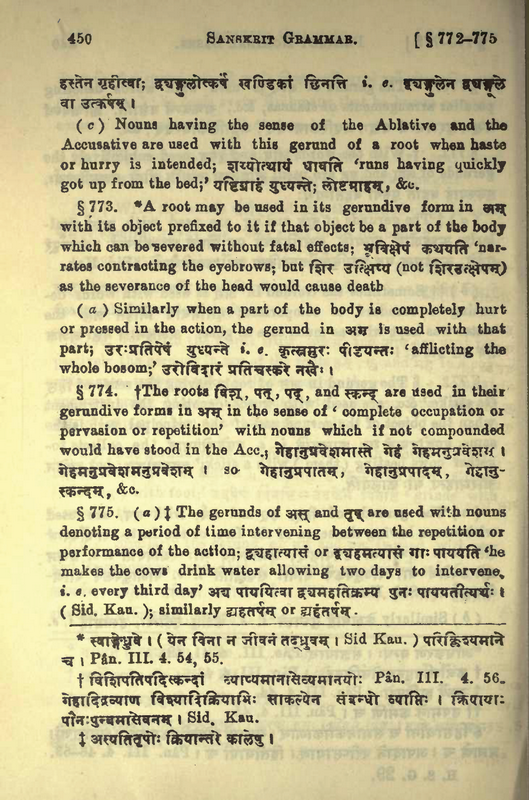 450 SANSKRIT GRAMMAR. [ § 772-775
हस्तेन गृहीत्वा; द्व्यङ्गुलोत्कर्षं खण्डिकां छिनत्ति i. e. द्व्यङ्गुलेन द्व्यङ्गुले
वा उत्कर्षम् ।
( c ) Nouns having the sense of the Ablative and the
Accusative are used with this gerund of a root when haste
or hurry is intended; शय्योत्थायं धावति ‘runs having quickly
got up from the bed;’ यष्टिग्राहं युध्यन्ते; लोष्टग्राहम्, &c.
§ 773. *A root may be used in its gerundive form in अम्
with its object prefixed to it if that object be a part of the body
which can be severed without fatal effects; भ्रूविक्षेपं कथयति ‘nar-
rates contracting the eyebrows; but शिर उत्क्षिप्य (not शिरउत्क्षेपम्)
as the severance of the head would cause death
( a ) Similarly when a part of the body is completely hurt
or pressed in the action, the gerund in अम् is used with that
part; उरःप्रतिपेषं युध्यन्ते i. e. कृत्स्नमुरः पीडयन्तः ‘afflicting the
whole bosom;’ उरोविदारं प्रतिचस्करे नखैः ।
§ 774. †The roots विश्, पत्, पद्, and स्कन्द् are used in their
gerundive forms in अम् in the sense of ‘ complete occupation or
pervasion or repetition’ with nouns which if not compounded
would have stood in the Acc.; गेहानुप्रवेशमास्ते गेहं गेहमनुप्रवेशम् ।
गेहमनुप्रवेशमनुप्रवेशम् । so गेहानुप्रपातम्, गेहानुप्रपादम्, गेहानु-
स्कन्दम्, &c.
§ 775. (a) ‡ The gerunds of अस् and तृष् are used with nouns
denoting a period of time intervening between the repetition or
performance of the action; द्व्यहात्यासं or द्व्यहमत्यासं गाः पाययति ‘he
makes the cows drink water allowing two days to intervene,
i. e. every third day’ अद्य पाययित्वा द्व्यहमतिक्रम्य पुनः पाययतीत्यर्थः ।
( Sid. Kau. ); similarly द्व्यहतर्षम् or द्व्यहंतर्षम् .
* स्वाङ्गेध्रुवे । ( येन विना न जीवनं तद्ध्रुवम् । Sid Kau. ) परिक्लिश्यमाने
च । Pân. III. 4. 54, 55.
† विशिपतिपदिस्कन्दां व्याप्यमानासेव्यमानयोः Pân. III. 4. 56.
गेहादिद्रव्याण विश्यादिक्रियाभिः साकल्येन संबन्धो व्याप्तिः । क्रियायाः
पौनःपुन्यमासेवनम् । Sid. Kau.
‡ अस्यतितृषोः क्रियान्तरे कालेषु ।